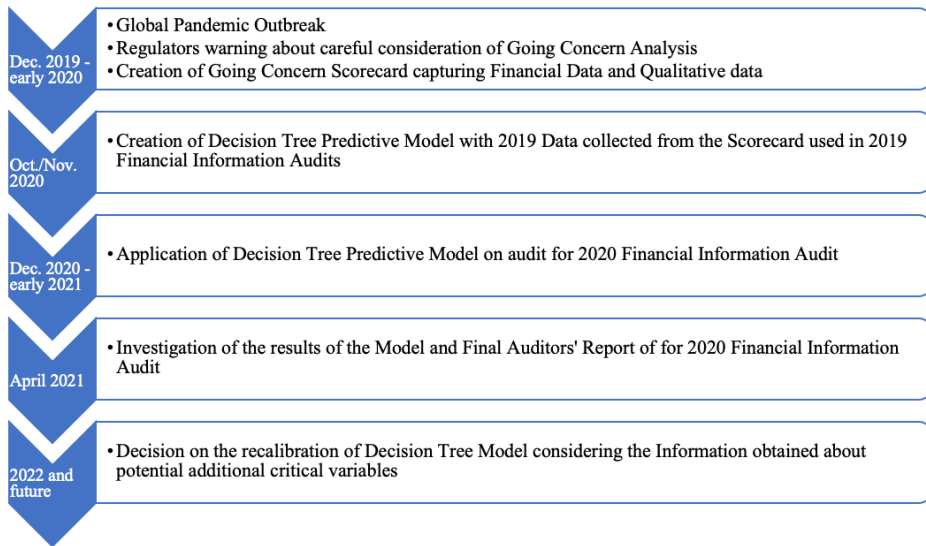 Dec. 2019 -
early 2020
•Global Pandemic Outbreak
•Regulators warning about careful consideration of Going Concern Analysis
•Creation of Going Concern Scorecard capturing Financial Data and Qualitative data
Oct./Nov.
2020
•Creation of Decision Tree Predictive Model with 2019 Data collected from the Scorecard used in 2019
Financial Information Audits
Dec. 2020 -
early 2021
•Application of Decision Tree Predictive Model on audit for 2020 Financial Information Audit
April 2021
•Investigation of the results of the Model and Final Auditors' Report of for 2020 Financial Information
Audit
2022 and
future
•Decision on the recalibration of Decision Tree Model considering the Information obtained about
potential additional critical variables